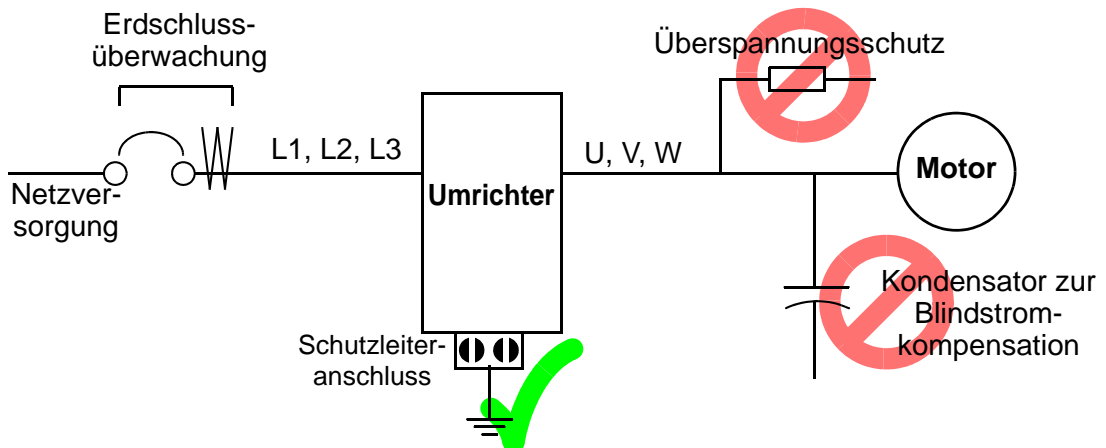 Erdschluss-
überwachung
Überspannungsschutz
L1, L2, L3
U, V, W
Netzver-
sorgung
Umrichter
Motor
Kondensator zur
Blindstrom-
kompensation
Schutzleiter-
anschluss